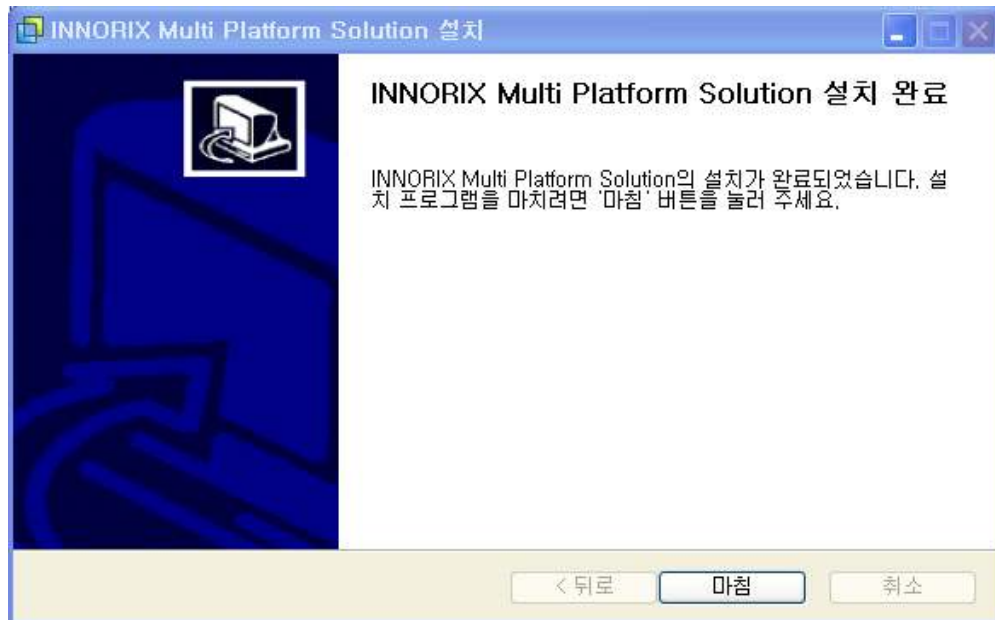 INNORIX Multi Platform Solution 설치
INNORIX Multi Platform Solution 설치 완료
INNORIX Multi Platform Solution의 설치가 완료되었습니다. 설
치 프로그램을 마치려면 '마침' 버튼을 눌러 주세요.
< 뒤로 마침 취소